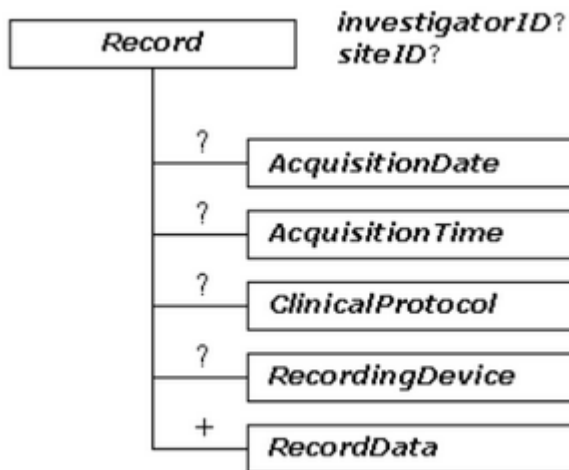 Record
investigatorID?
siteID?
?
AcquisitionDate
?
AcquisitionTime
?
ClinicalProtocol
?
RecordingDevice
+
RecordData